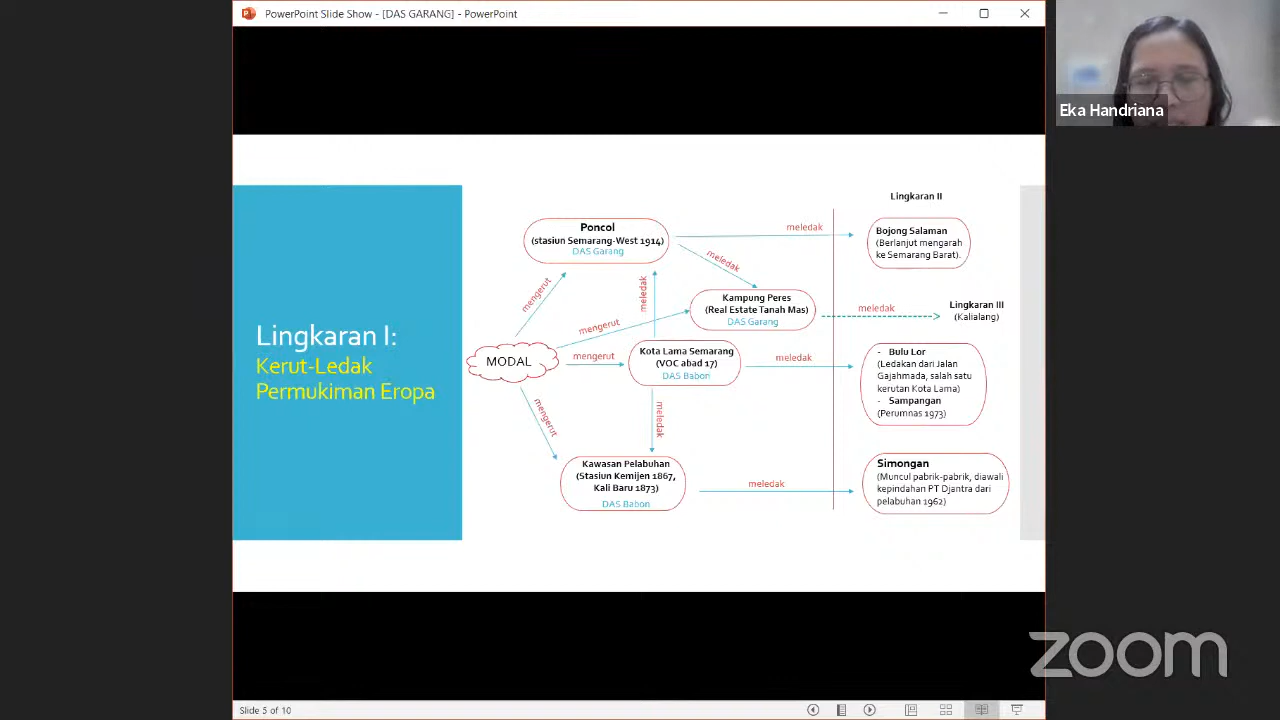 PowerPoint Slide Show - [DAS GARANG] - PowerPoint
Eka Handriana
Lingkaran I:
Kerut-Ledak
Permukiman Eropa
MODAL
mengerut
mengerut
mengerut
mengerut
Poncol
(stasiun Semarang-West 1914)
DAS Garang
meledak
meledak
meledak
Kampung Peres
(Real Estate Tanah Mas)
DAS Garang
meledak
Kota Lama Semarang
(VOC abad 17)
DAS Babon
meledak
meledak
Kawasan Pelabuhan
(Stasiun Kemijen 1867,
Kali Baru 1873)
DAS Babon
meledak
Lingkaran II
Bojong Salaman
(Berlanjut mengarah
ke Semarang Barat).
Lingkaran III
(Kalialang)
- Bulu Lor
(Ledakan dari Jalan
Gajahmada, salah satu
kerutan Kota Lama)
- Sampangan
(Perumnas 1973)
Simongan
(Muncul pabrik-pabrik, diawali
kepindahan PT Djantra dari
pelabuhan 1962)
zoom
Slide 5 of 10